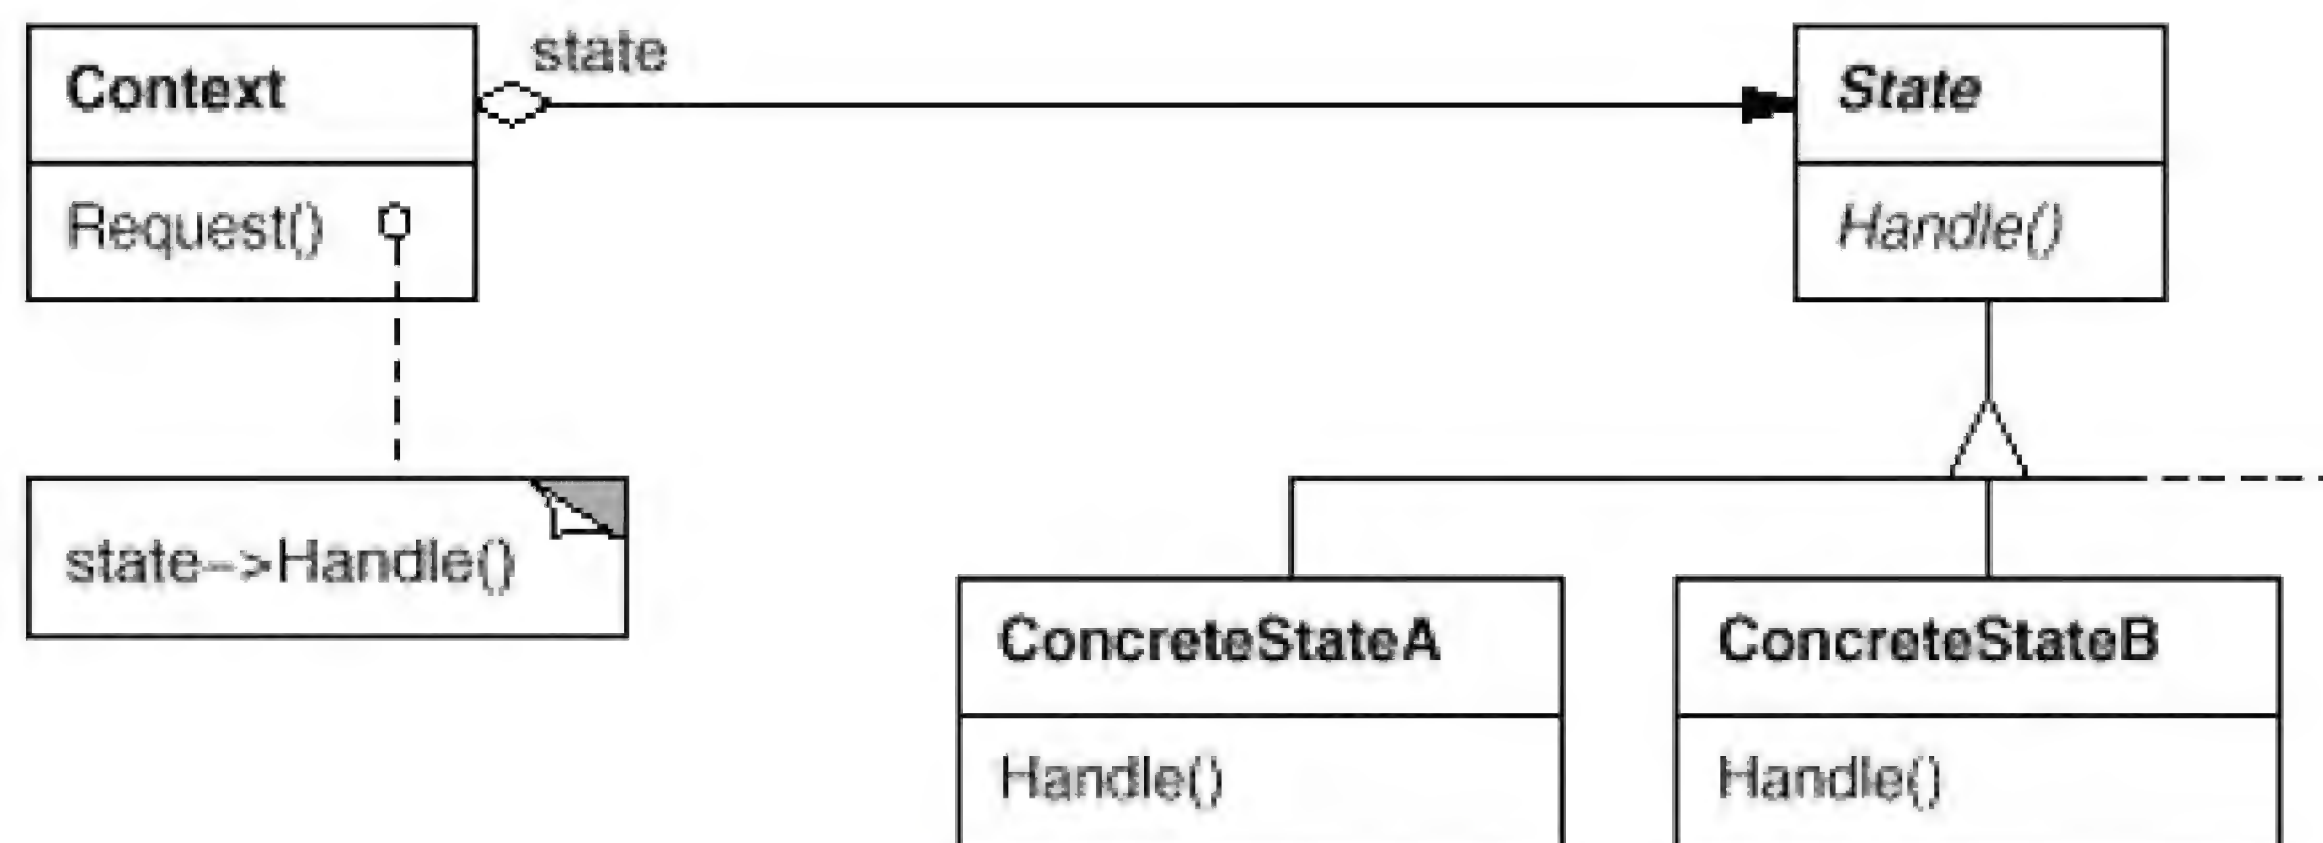 Context
state
State
Request()
Handle()
state–>Handle()
ConcreteStateA
ConcreteStateB
Handle()
Handle()